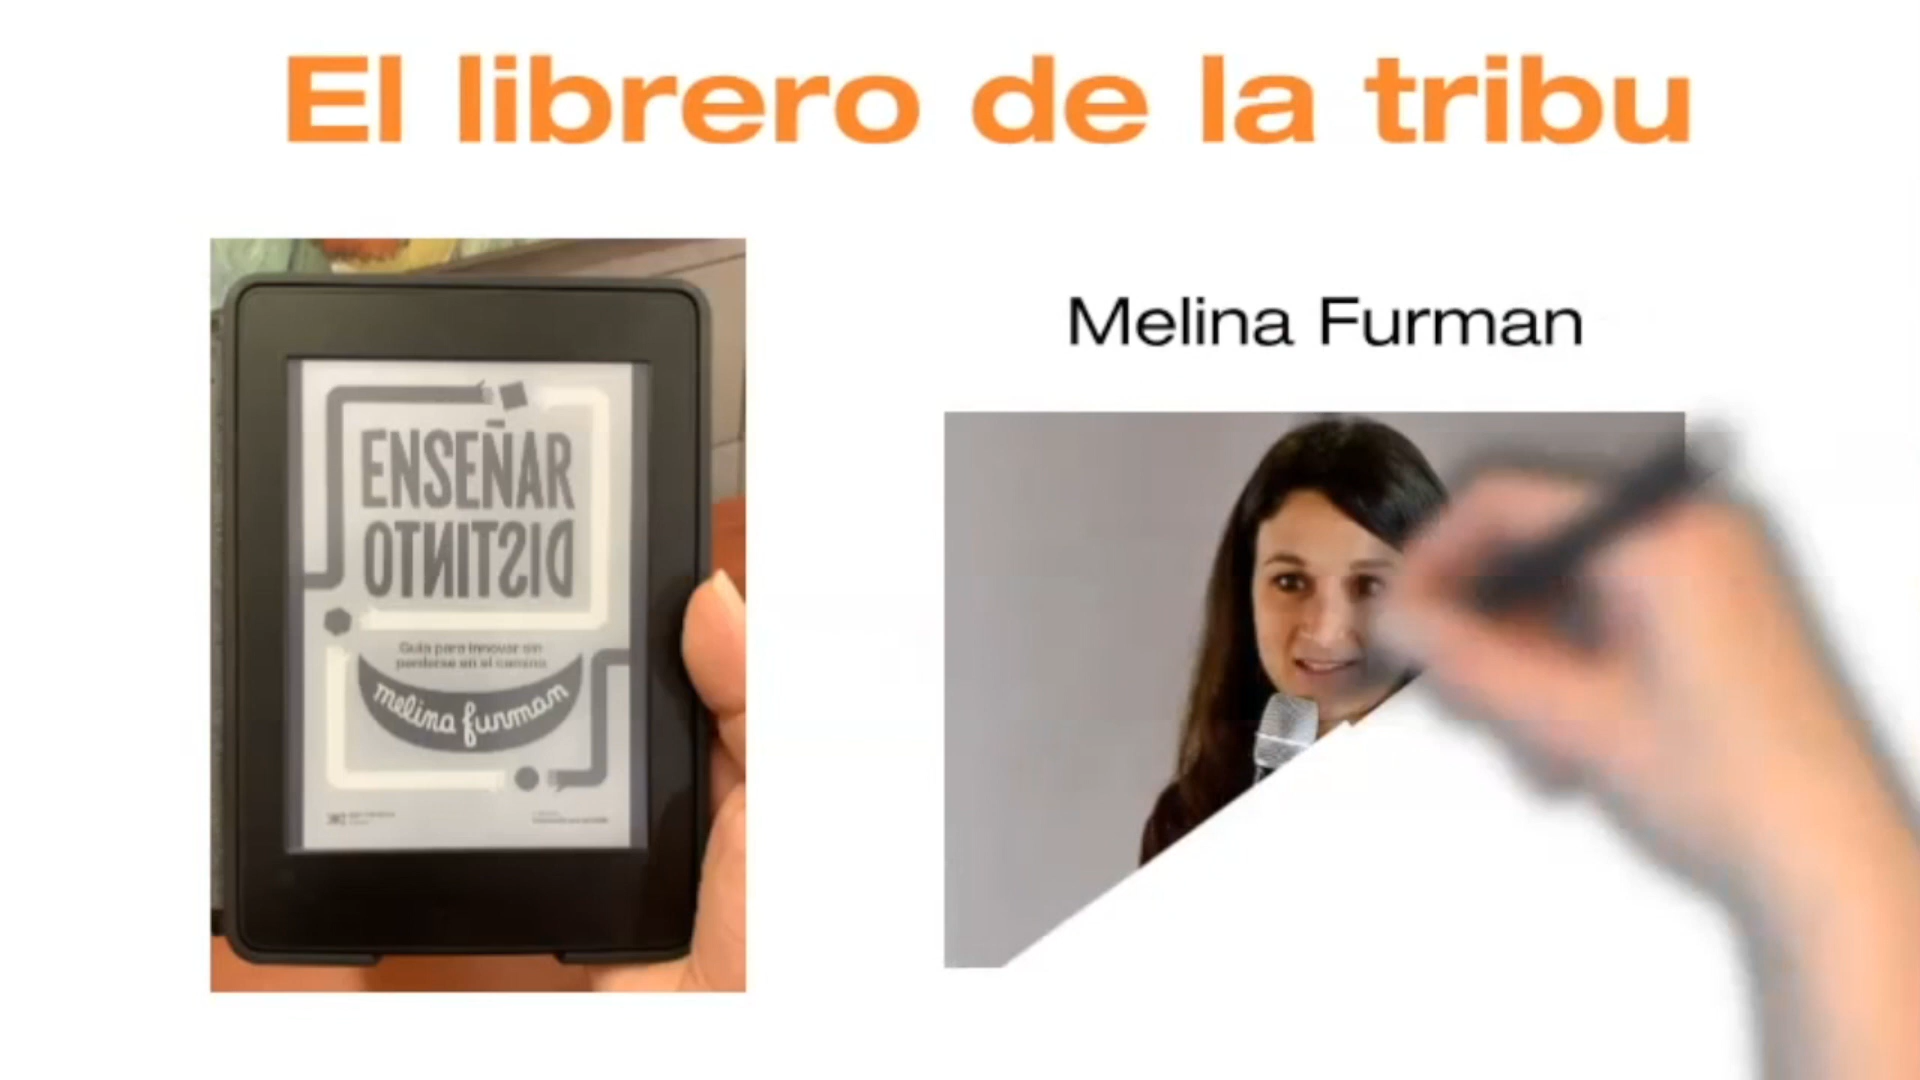 El librero de la tribu
Melina Furman
ENSEÑAR
DISTINTO
Guía para innovar sin
perderse en el camino
melina furman